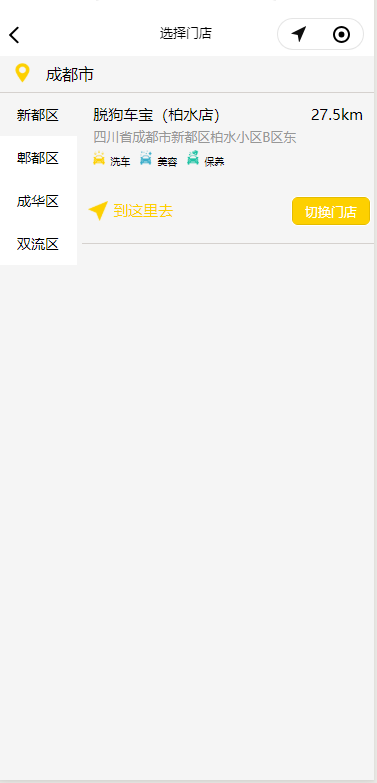 选择门店
成都市
新都区
郫都区
成华区
双流区
脱狗车宝（柏水店） 27.5km
四川省成都市新都区柏水小区B区东
洗车 美容 保养
到这里去 切换门店